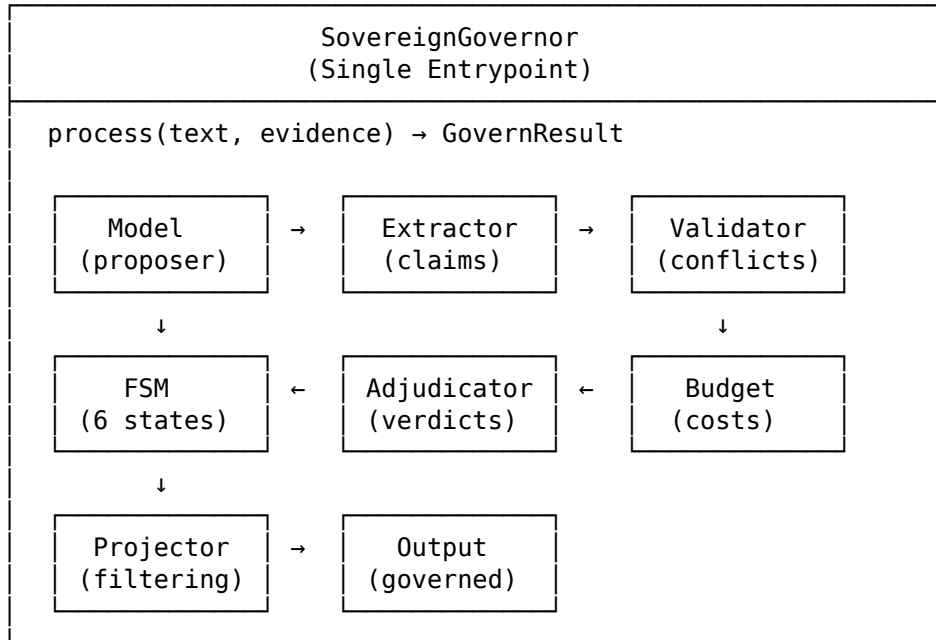 SovereignGovernor
(Single Entrypoint)
process(text, evidence) → GovernResult
Model → Extractor → Validator
(proposer) (claims) (conflicts)
↓ ↓
FSM ← Adjudicator ← Budget
(6 states) (verdicts) (costs)
↓
Projector → Output
(filtering) (governed)